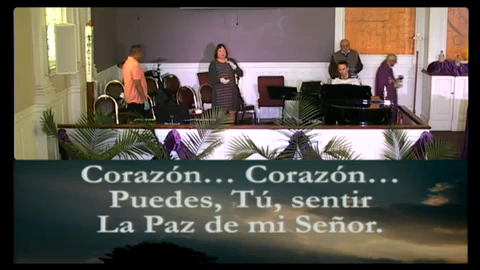 Corazón… Corazón…
Puedes, Tú, sentir
La Paz de mi Señor.